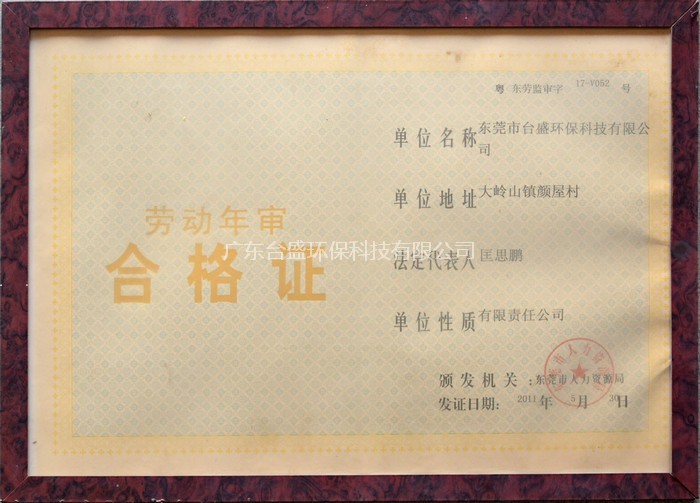 粤 东劳监审字 17-V052 号
单位名称 东莞市台盛环保科技有限公
司
单位地址 大岭山镇颜屋村
劳动年审
合格证
广东台盛环保科技有限公司
法定代表人 匡思鹏
单位性质 有限责任公司
颁发机关：东莞市人力资源局
发证日期：2011 年 5 月 30 日